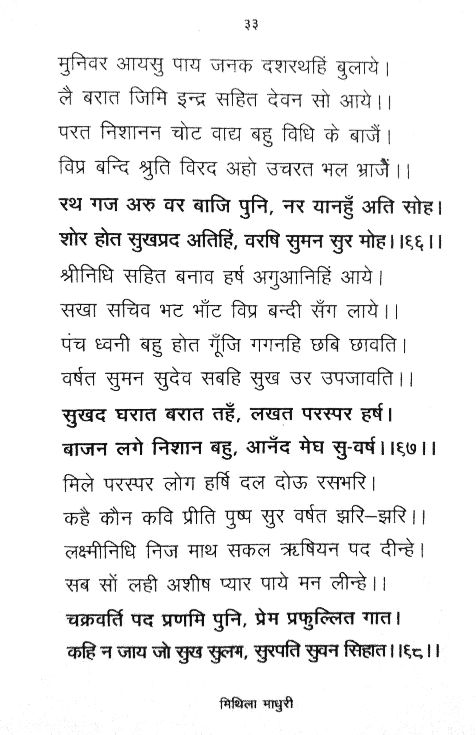 ३३
मुनिवर आयसु पाय जनक दशरथहिं बुलाये।
लै बरात जिमि इन्द्र सहित देवन सो आये।।
परत निशानन चोट वाद्य बहु विधि के बाजैं।
विप्र बन्दि श्रुति विरद अहो उचरत भल भ्राजैं।।
रथ गज अरु वर बाजि पुनि, नर यानहुँ अति सोह।
शोर होत सुखप्रद अतिहिं, वरषि सुमन सुर मोह।।६६।।
श्रीनिधि सहित बनाव हर्ष अगुआनिहिं आये।
सखा सचिव भट भाँट विप्र बन्दी सँग लाये।।
पंच ध्वनी बहु होत गूँजि गगनहि छबि छावति।
वर्षत सुमन सुदेव सबहि सुख उर उपजावति।।
सुखद घरात बरात तहँ, लखत परस्पर हर्ष।
बाजन लगे निशान बहु, आनँद मेघ सु-वर्ष।।६७।।
मिले परस्पर लोग हर्षि दल दोऊ रसभरि।
कहै कौन कवि प्रीति पुष्प सुर वर्षत झरि-झरि।।
लक्ष्मीनिधि निज माथ सकल ऋषियन पद दीन्हे।
सब सों लही अशीष प्यार पाये मन लीन्हे।।
चक्रवर्ति पद प्रणमि पुनि, प्रेम प्रफुल्लित गात।
कहि न जाय जो सुख सुलभ, सुरपति सुवन सिहात।।६८।।
मिथिला माधुरी